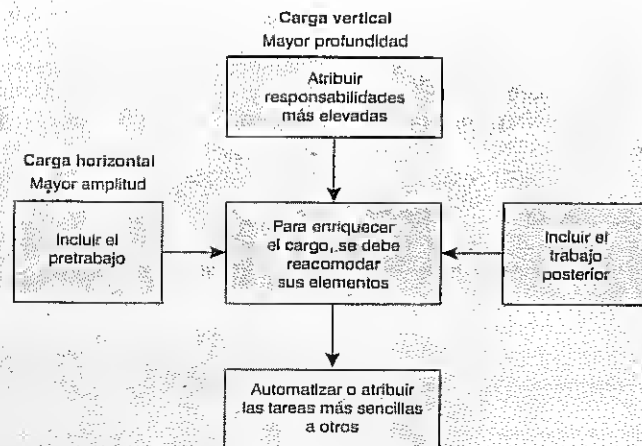 Carga vertical
Mayor profundidad
Atribuir
responsabilidades
más elevadas
Carga horizontal
Mayor amplitud
Incluir el
pretrabajo
Para enriquecer
el cargo, se debe
reacomodar
sus elementos
Incluir el
trabajo
posterior
Automatizar o atribuir
las tareas más sencillas
a otros